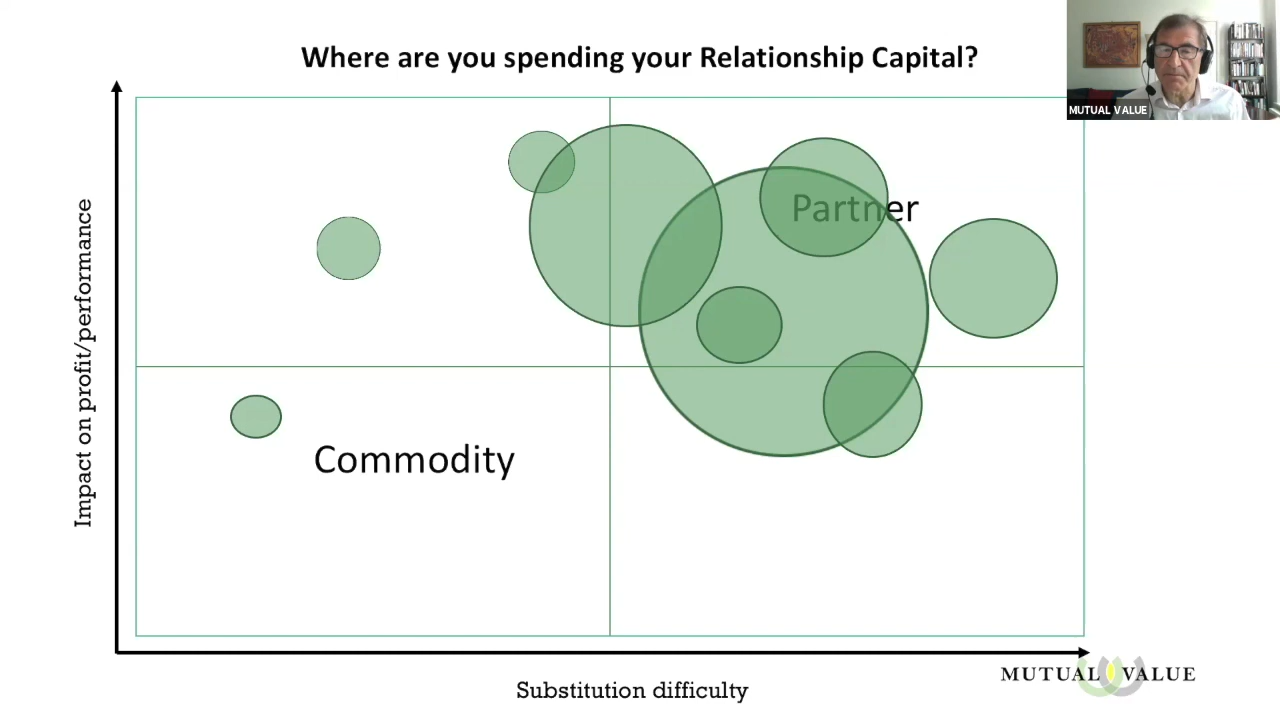 Where are you spending your Relationship Capital?
MUTUAL VALUE
Partner
Impact on profit/performance
Commodity
MUTUAL VALUE
Substitution difficulty